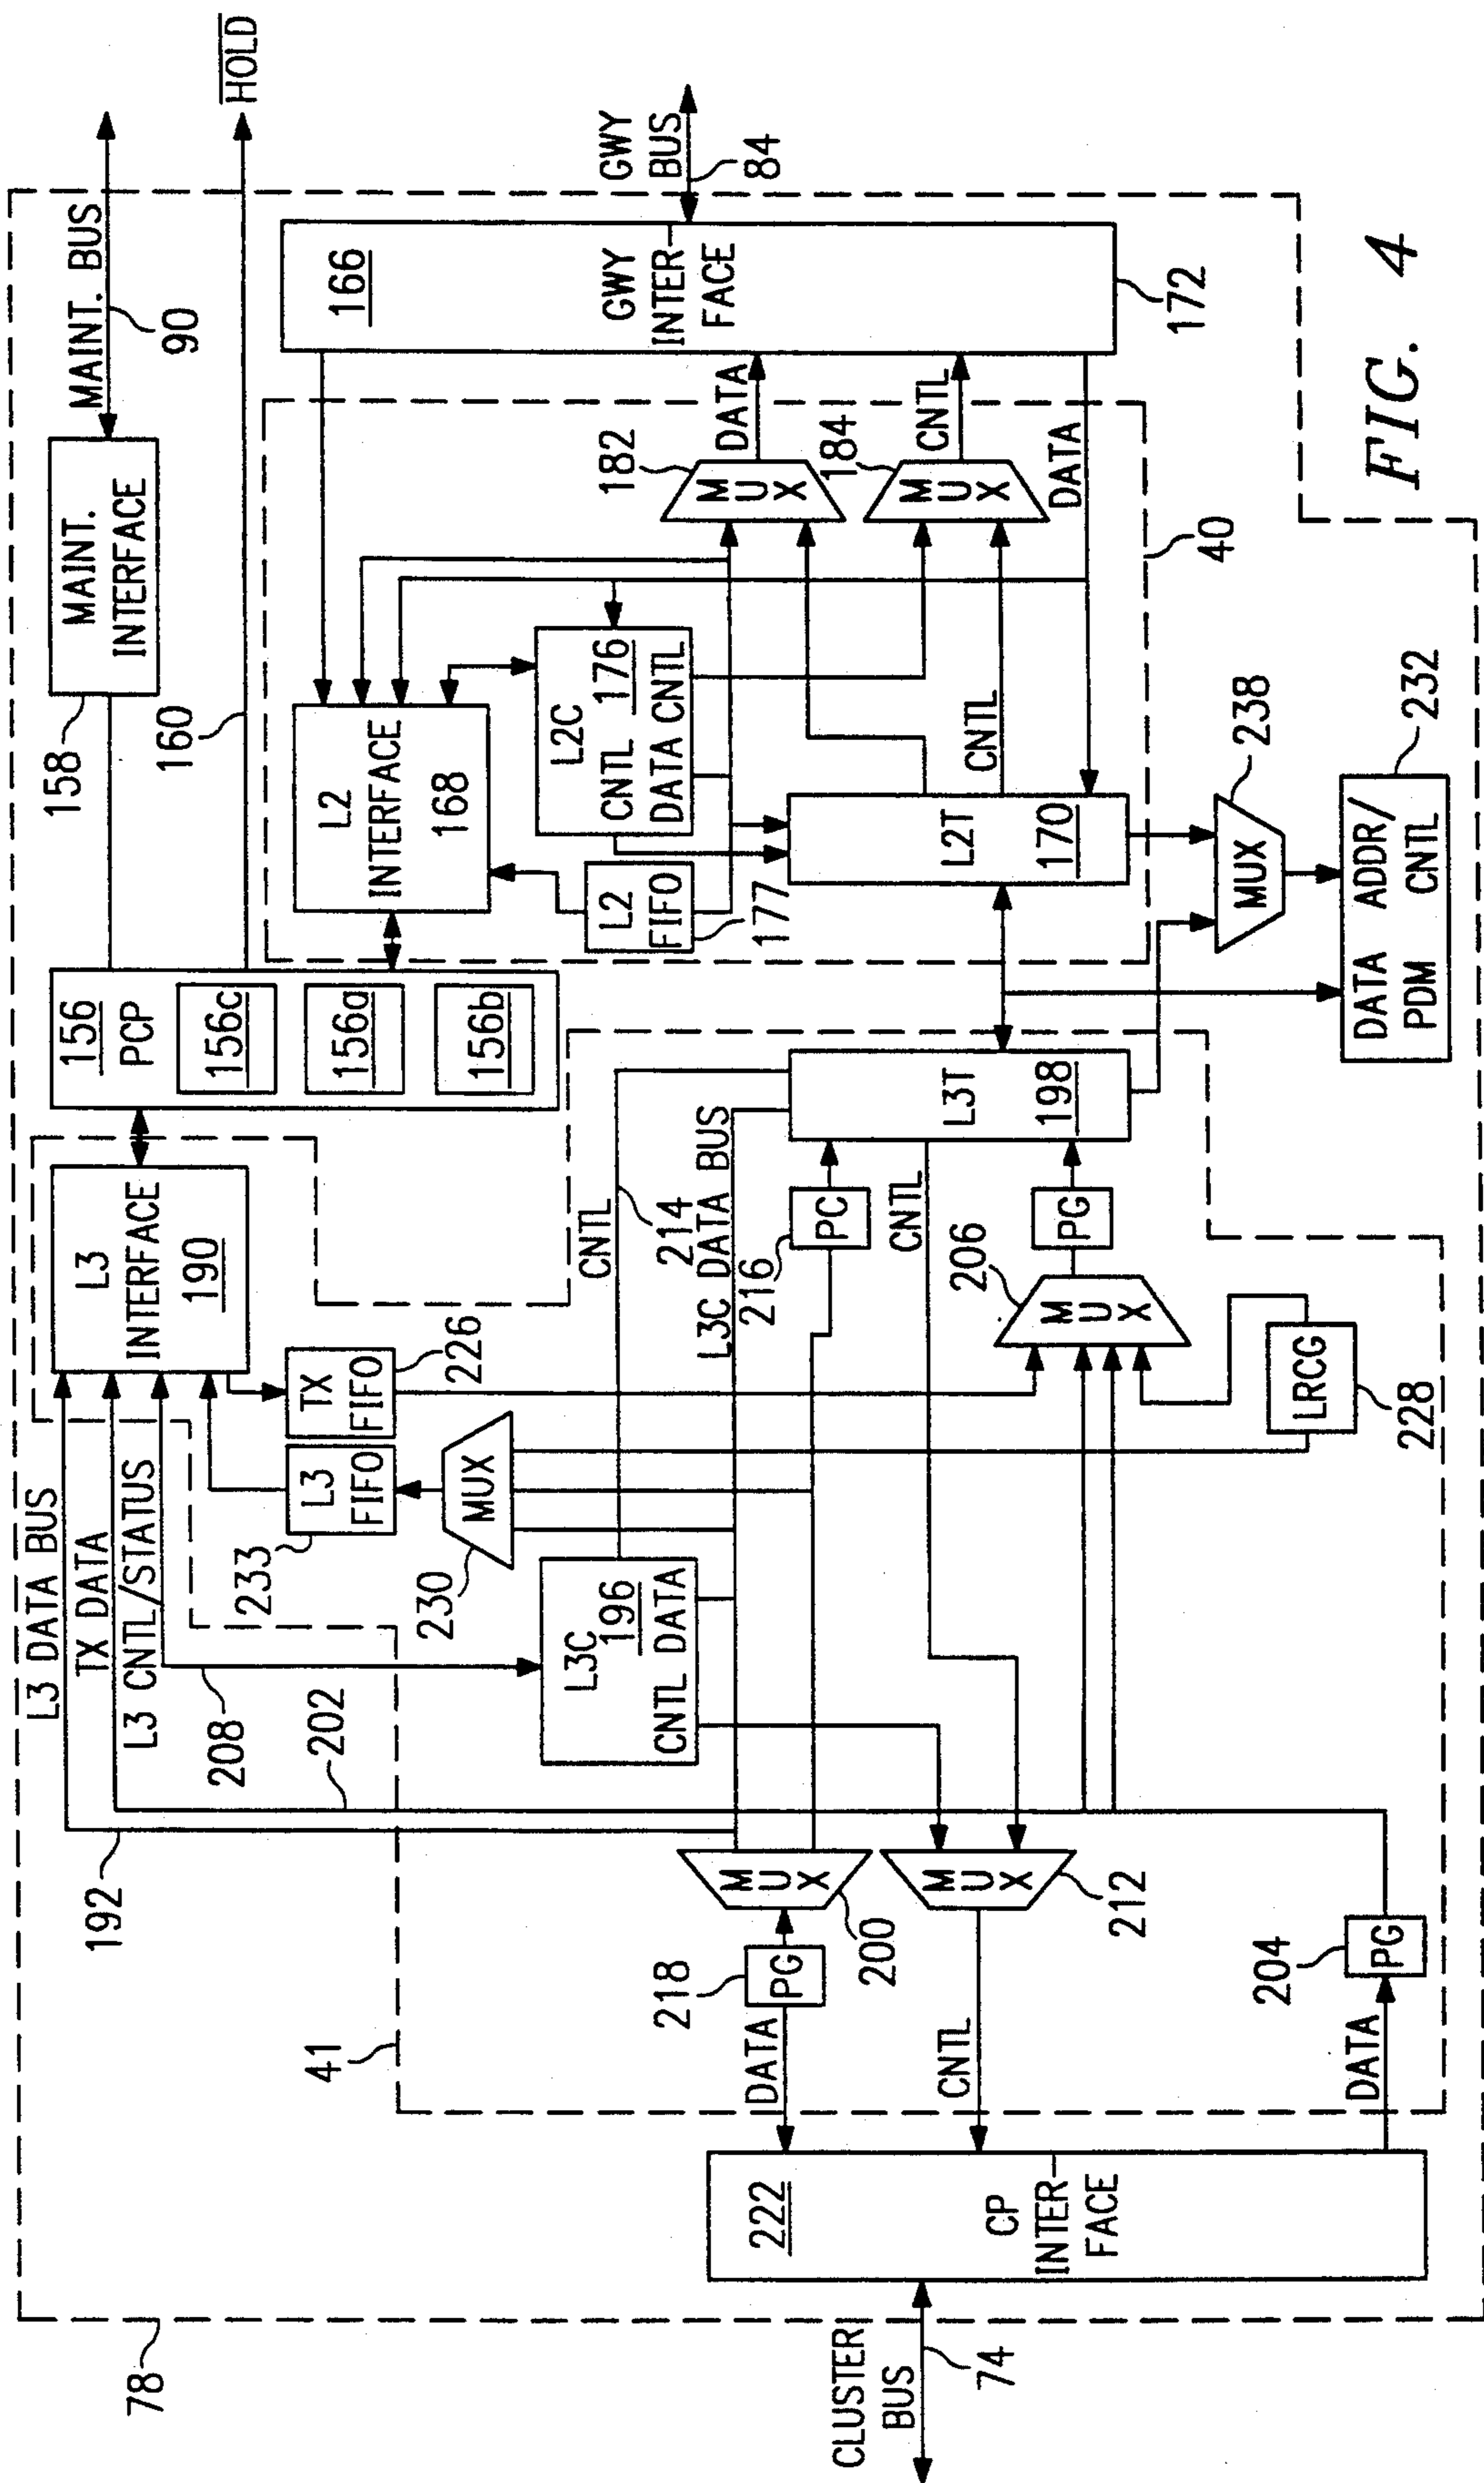 78
CLUSTER
BUS
74
222
CP
INTER-
FACE
DATA
CNTL
DATA
41
218
PG
204
PG
M
U
X
200
M
U
X
212
192
202
208
L3 DATA BUS
TX DATA
L3 CNTL/STATUS
L3C
196
CNTL DATA
233
L3
FIFO
TX
FIFO
226
230
MUX
L3
INTERFACE
190
CNTL
214
L3C DATA BUS
216
PC
CNTL
206
M
U
X
PG
LRCG
228
L3T
198
156
PCP
156c
156a
156b
158
MAINT.
INTERFACE
MAINT. BUS
90
160
HOLD
L2
INTERFACE
168
L2
FIFO
177
L2C
CNTL 176
DATA CNTL
L2T
170
CNTL
182
M
U
X
184
M
U
X
DATA
CNTL
DATA
40
166
GWY
INTER-
FACE
172
GWY
BUS
84
MUX
238
DATA ADDR/
PDM CNTL
232
FIG. 4